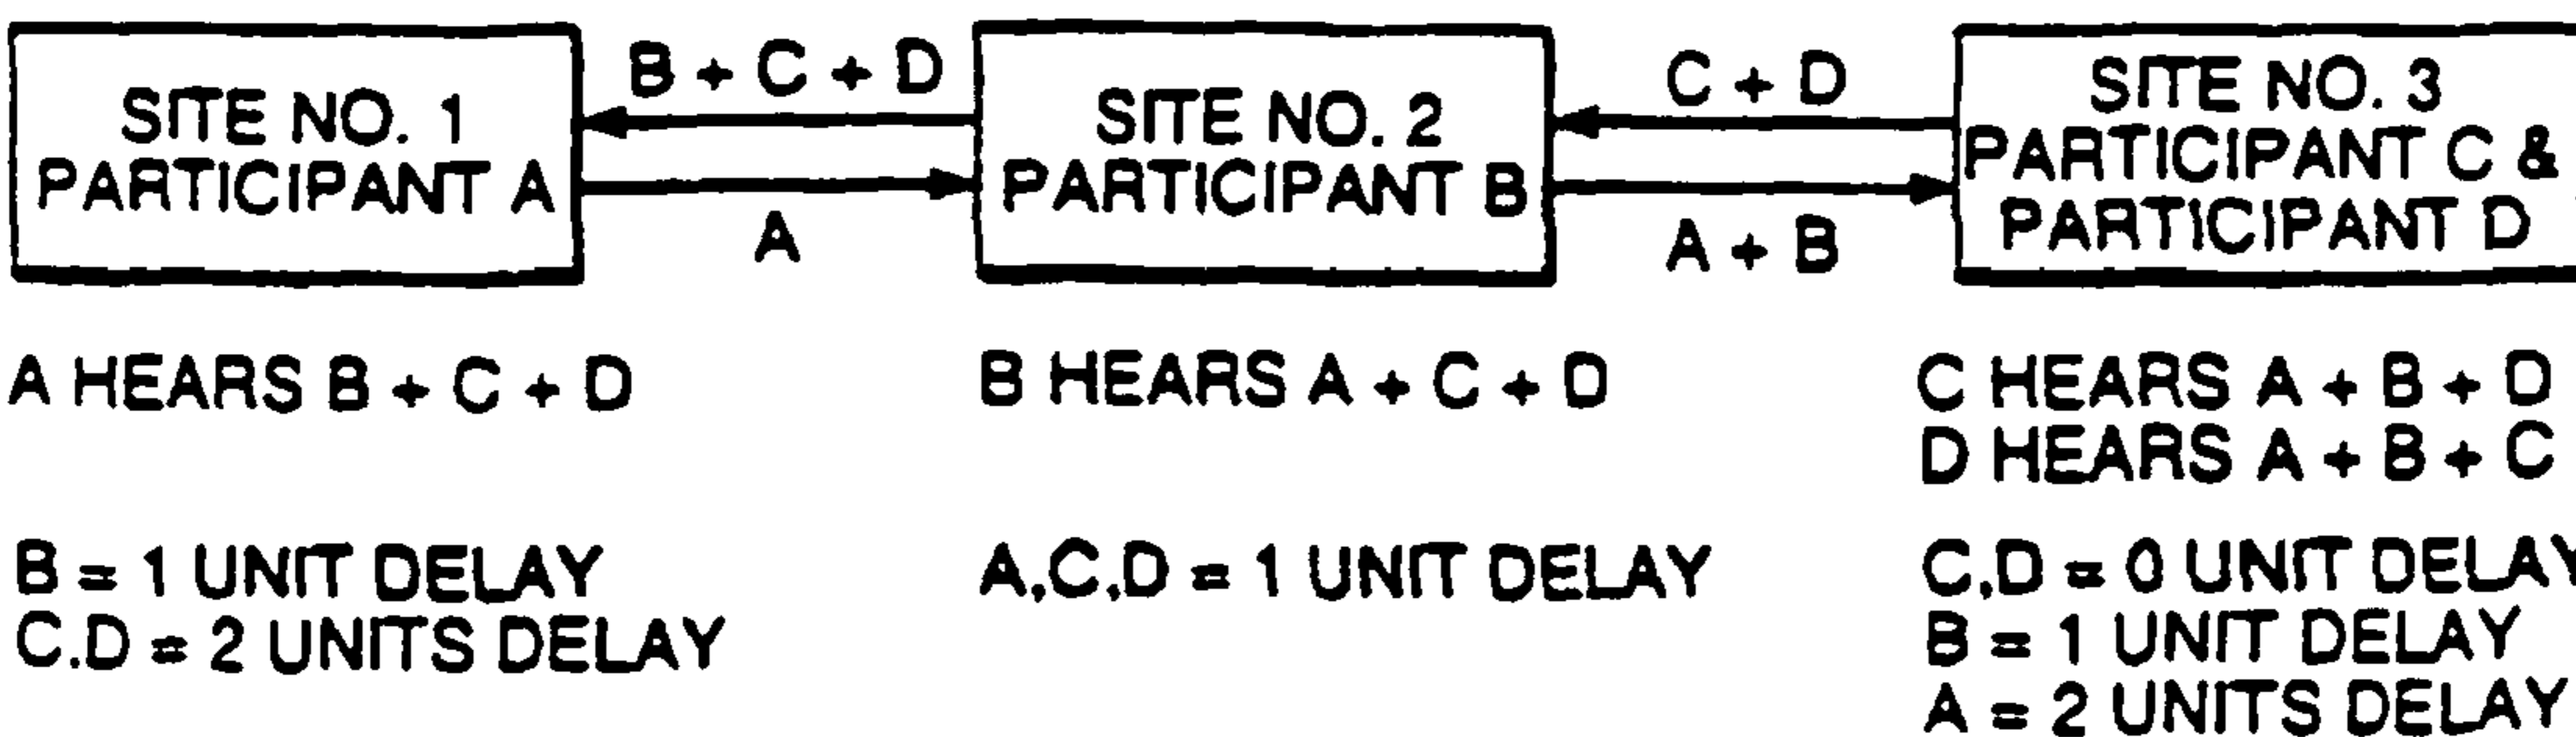 SITE NO. 1
PARTICIPANT A
B + C + D
A
SITE NO. 2
PARTICIPANT B
C + D
A + B
SITE NO. 3
PARTICIPANT C &
PARTICIPANT D
A HEARS B + C + D
B HEARS A + C + D
C HEARS A + B + D
D HEARS A + B + C
B = 1 UNIT DELAY
C.D = 2 UNITS DELAY
A,C,D = 1 UNIT DELAY
C,D = 0 UNIT DELAY
B = 1 UNIT DELAY
A = 2 UNITS DELAY